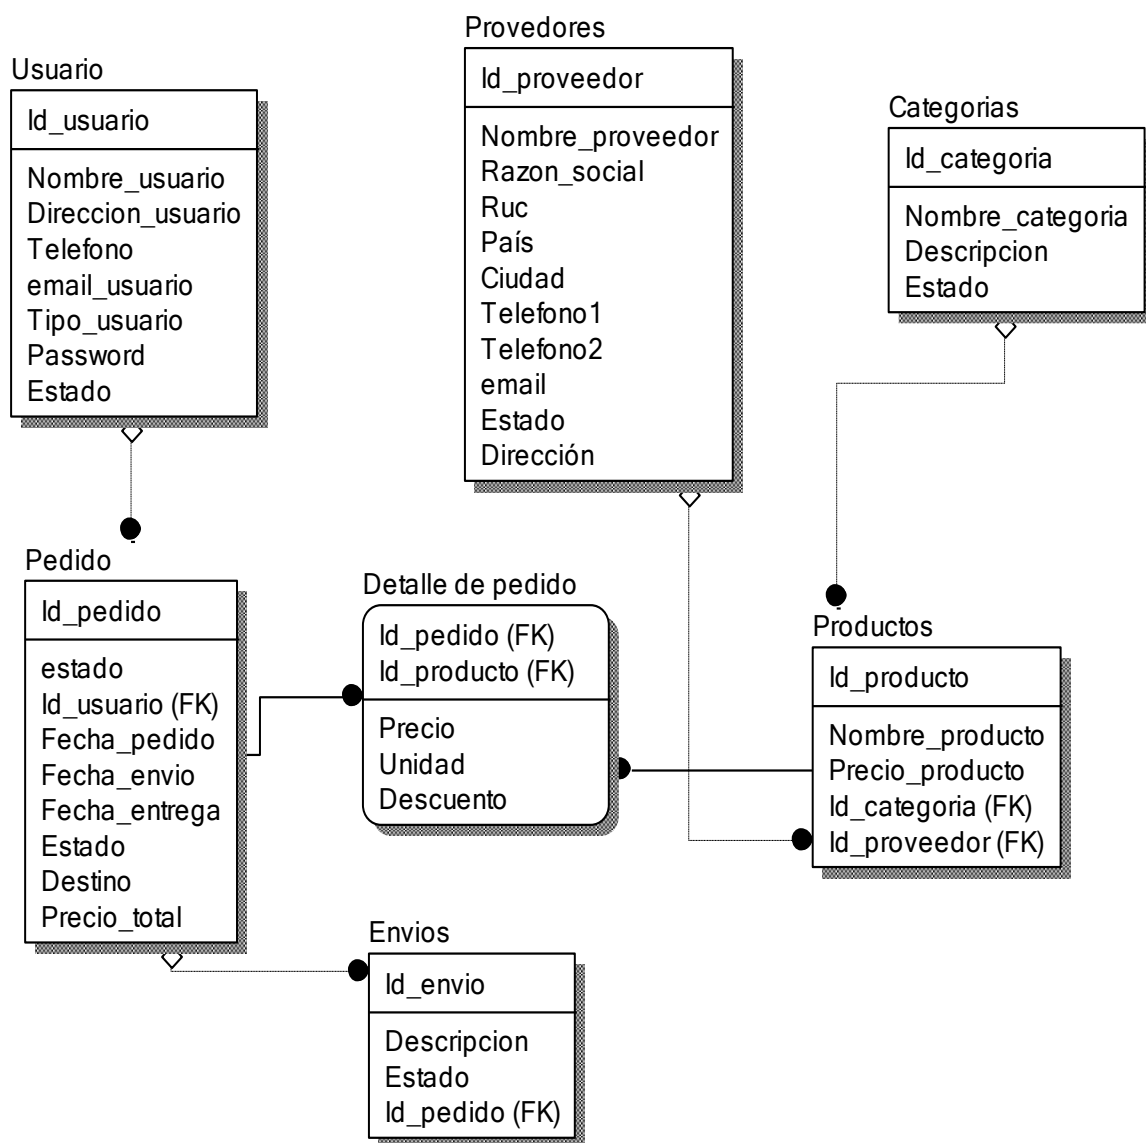 Usuario
Id_usuario
Nombre_usuario
Direccion_usuario
Telefono
email_usuario
Tipo_usuario
Password
Estado
Provedores
Id_proveedor
Nombre_proveedor
Razon_social
Ruc
País
Ciudad
Telefono1
Telefono2
email
Estado
Dirección
Categorias
Id_categoria
Nombre_categoria
Descripcion
Estado
Pedido
Id_pedido
estado
Id_usuario (FK)
Fecha_pedido
Fecha_envio
Fecha_entrega
Estado
Destino
Precio_total
Detalle de pedido
Id_pedido (FK)
Id_producto (FK)
Precio
Unidad
Descuento
Productos
Id_producto
Nombre_producto
Precio_producto
Id_categoria (FK)
Id_proveedor (FK)
Envios
Id_envio
Descripcion
Estado
Id_pedido (FK)